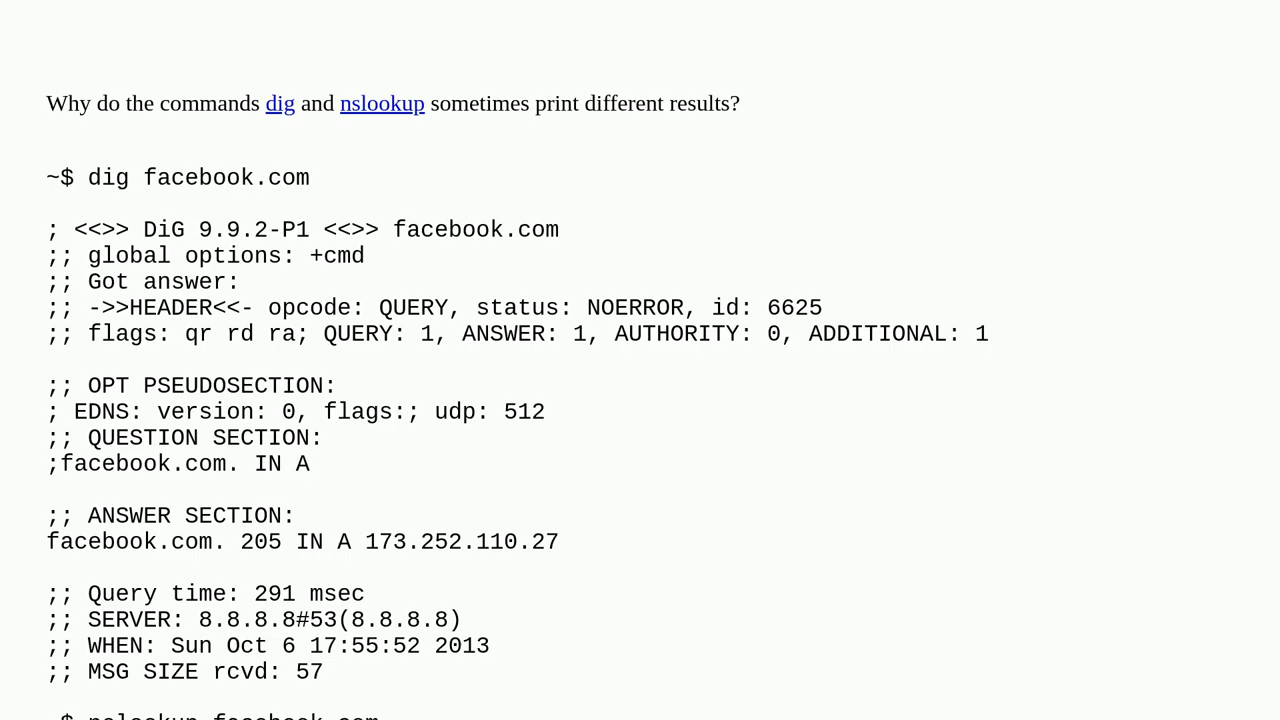 Why do the commands dig and nslookup sometimes print different results?
~$ dig facebook.com
; <<>> DiG 9.9.2-P1 <<>> facebook.com
;; global options: +cmd
;; Got answer:
;; ->>HEADER<<- opcode: QUERY, status: NOERROR, id: 6625
;; flags: qr rd ra; QUERY: 1, ANSWER: 1, AUTHORITY: 0, ADDITIONAL: 1
;; OPT PSEUDOSECTION:
; EDNS: version: 0, flags:; udp: 512
;; QUESTION SECTION:
;facebook.com. IN A
;; ANSWER SECTION:
facebook.com. 205 IN A 173.252.110.27
;; Query time: 291 msec
;; SERVER: 8.8.8.8#53(8.8.8.8)
;; WHEN: Sun Oct 6 17:55:52 2013
;; MSG SIZE rcvd: 57
~$ nslookup facebook.com